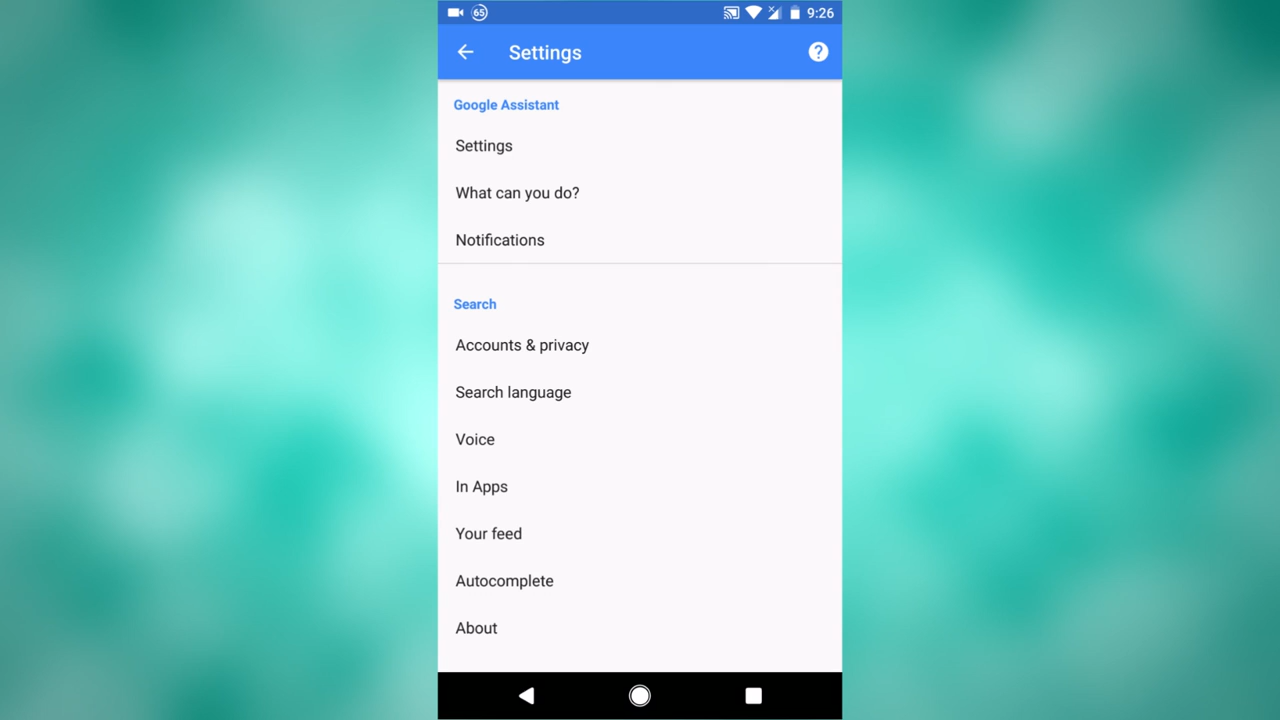 65
9:26
Settings
Google Assistant
Settings
What can you do?
Notifications
Search
Accounts & privacy
Search language
Voice
In Apps
Your feed
Autocomplete
About